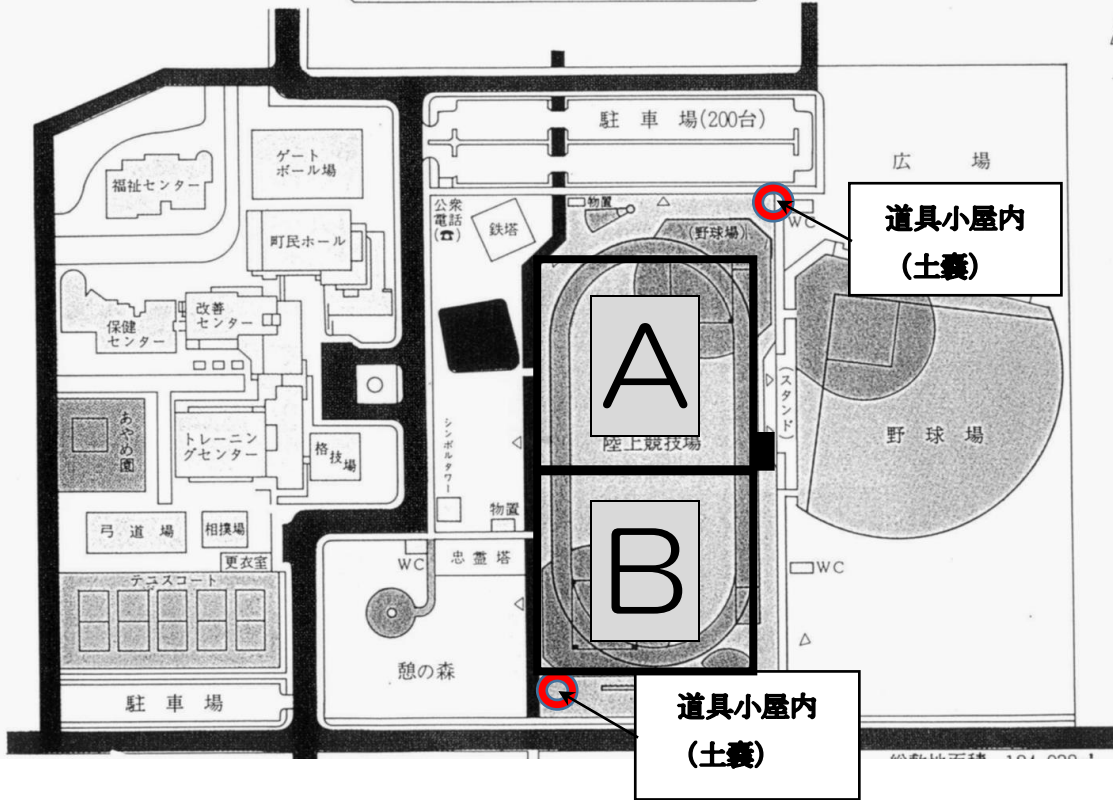 駐 車 場(200台)
広 場
ゲート
ボール場
福祉センター
公衆
電話
(☎)
鉄塔
物置
(野球場)
WC
道具小屋内
(土嚢)
町民ホール
改善
センター
保健
センター
A
(スタンド)
陸上競技場
野 球 場
あやめ園
トレーニン
グセンター
格技場
シンボルタワー
物置
弓 道 場
相撲場
更衣室
WC
忠 霊 塔
B
WC
テニスコート
憩の森
駐 車 場
道具小屋内
(土嚢)